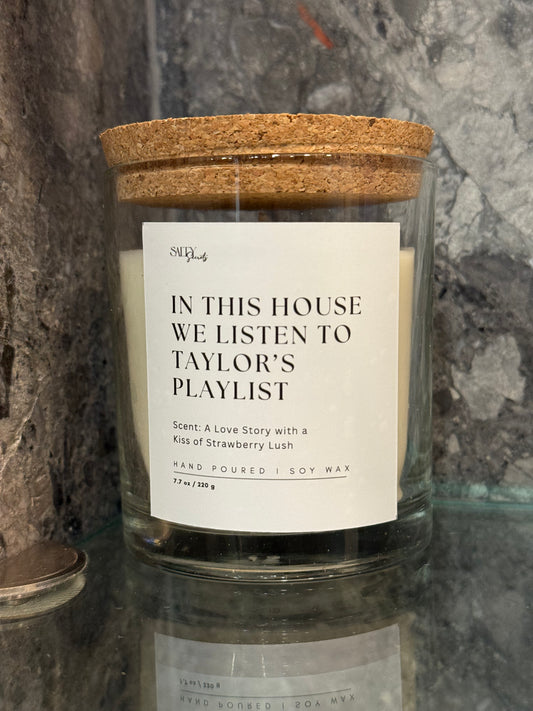 SALTY
IN THIS HOUSE
WE LISTEN TO
TAYLOR'S
PLAYLIST
Scent: A Love Story with a
Kiss of Strawberry Lush
HAND POURED | SOY WAX
7.7 oz / 220 g